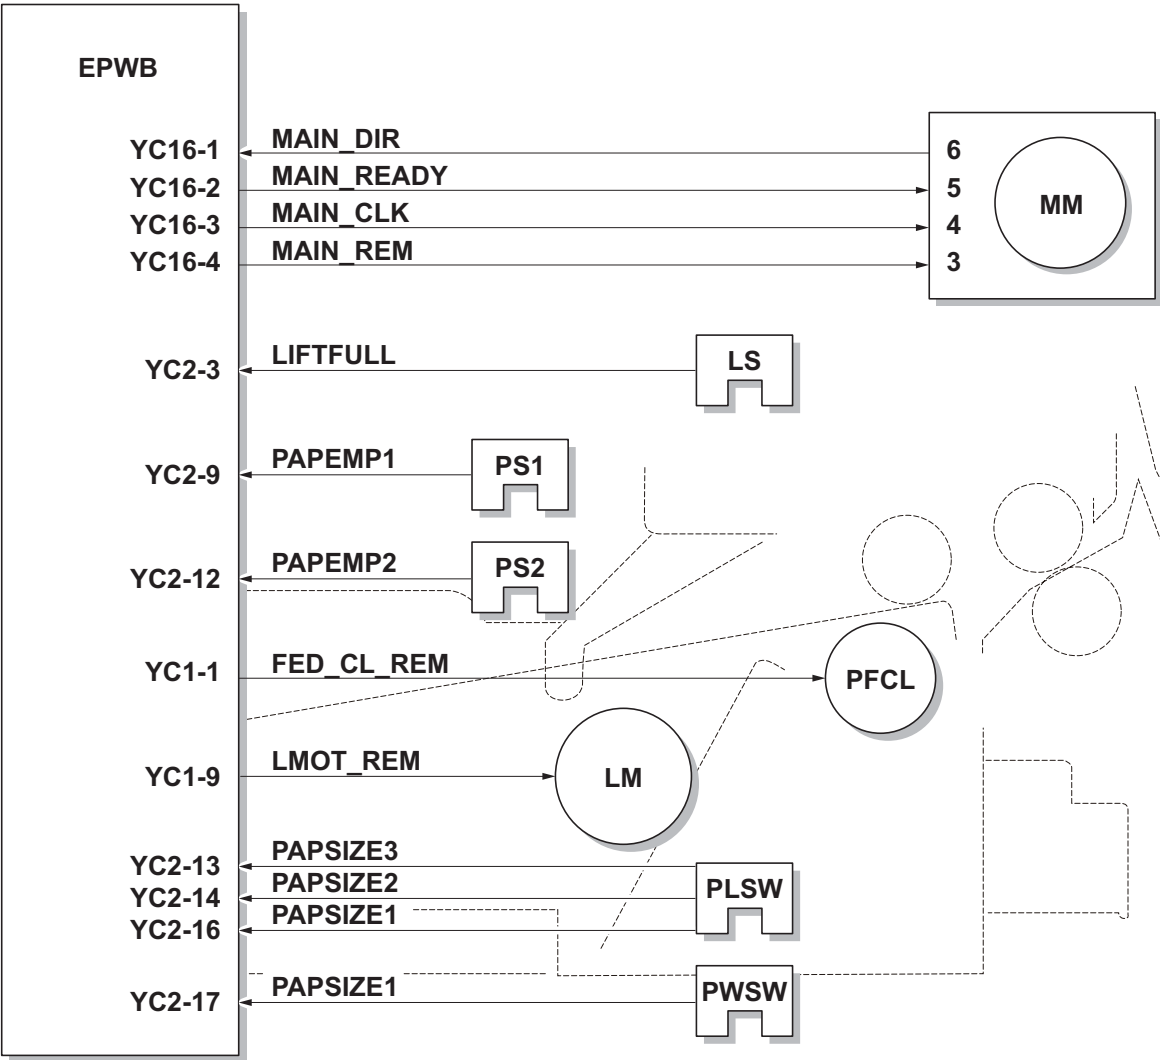 EPWB
YC16-1 MAIN_DIR 6
YC16-2 MAIN_READY 5
MM
YC16-3 MAIN_CLK 4
YC16-4 MAIN_REM 3
YC2-3 LIFTFULL LS
YC2-9 PAPEMP1 PS1
YC2-12 PAPEMP2 PS2
YC1-1 FED_CL_REM PFCL
YC1-9 LMOT_REM LM
YC2-13 PAPSIZE3
YC2-14 PAPSIZE2 PLSW
YC2-16 PAPSIZE1
YC2-17 PAPSIZE1 PWSW